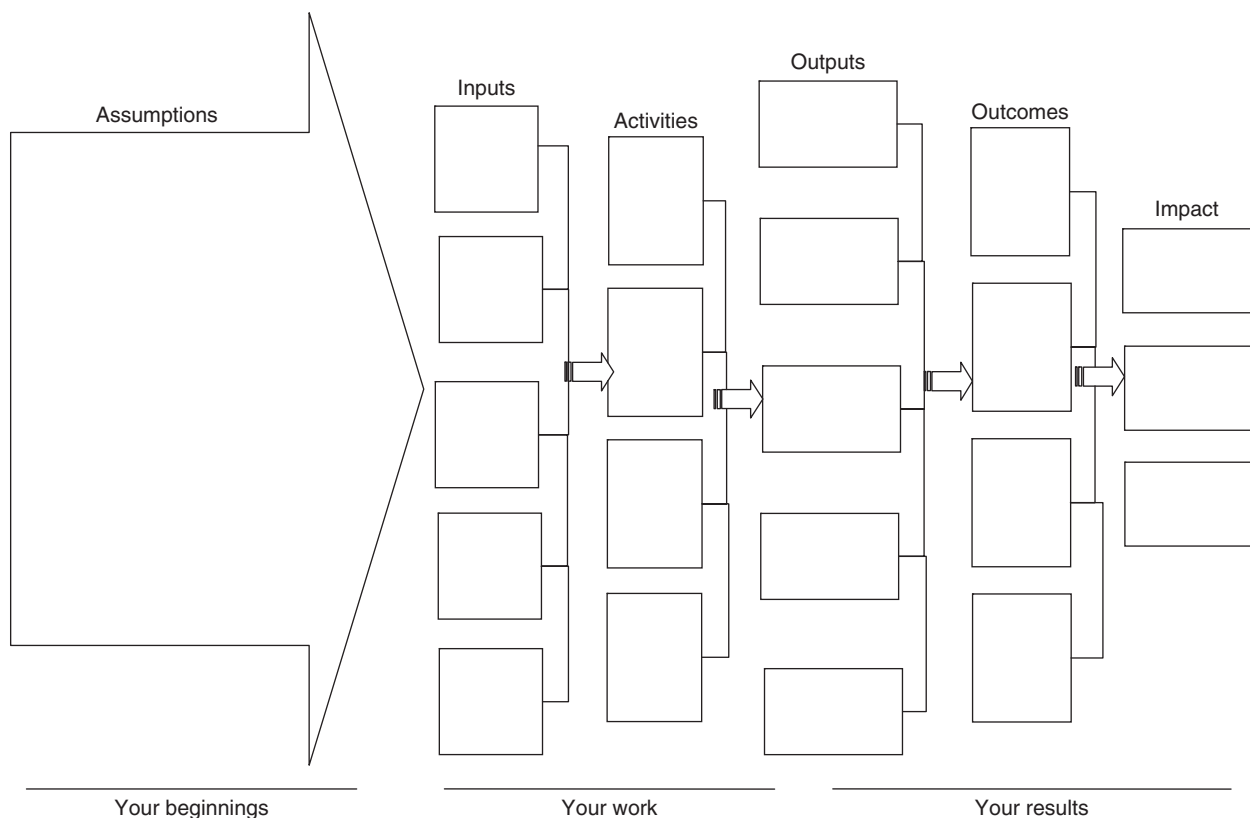 Assumptions
Inputs
Activities
Outputs
Outcomes
Impact
Your beginnings
Your work
Your results